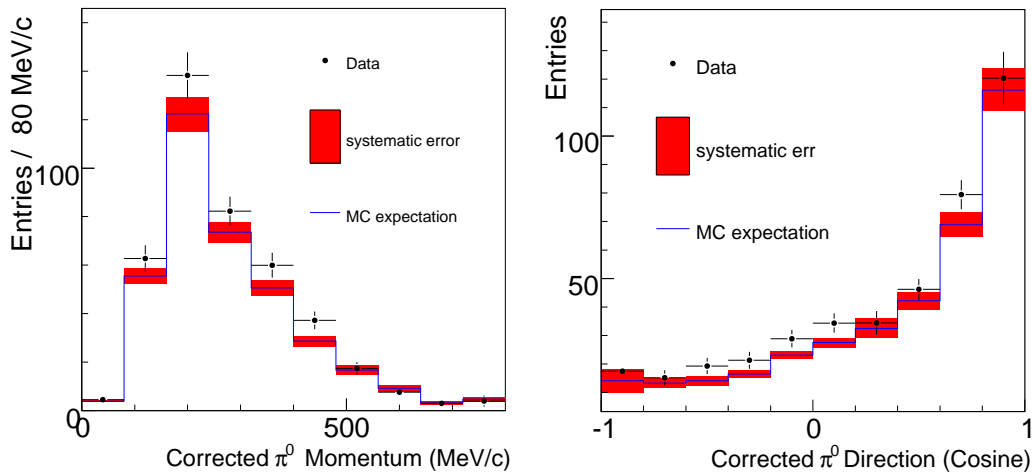 Entries / 80 MeV/c
100
0
500
Data
systematic error
MC expectation
Corrected π⁰ Momentum (MeV/c)
Entries
100
50
-1
0
1
Data
systematic err
MC expectation
Corrected π⁰ Direction (Cosine)